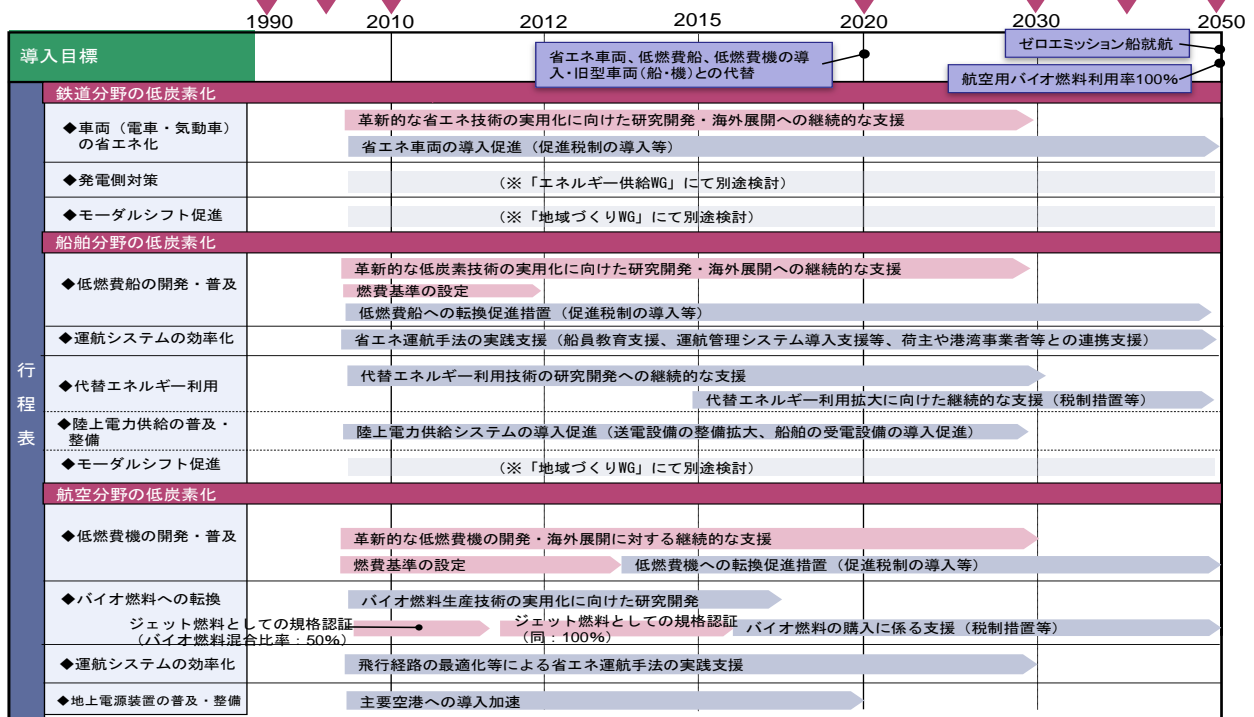 1990 2010 2012 2015 2020 2030 2050
導入目標
省エネ車両、低燃費船、低燃費機の導
入・旧型車両(船・機)との代替
ゼロエミッション船就航
航空用バイオ燃料利用率100%
行程表
鉄道分野の低炭素化
◆車両(電車・気動車)
の省エネ化
革新的な省エネ技術の実用化に向けた研究開発・海外展開への継続的な支援
省エネ車両の導入促進(促進税制の導入等)
◆発電側対策
(※「エネルギー供給WG」にて別途検討)
◆モーダルシフト促進
(※「地域づくりWG」にて別途検討)
船舶分野の低炭素化
◆低燃費船の開発・普及
革新的な低炭素技術の実用化に向けた研究開発・海外展開への継続的な支援
燃費基準の設定
低燃費船への転換促進措置(促進税制の導入等)
◆運航システムの効率化
省エネ運航手法の実践支援(船員教育支援、運航管理システム導入支援等、荷主や港湾事業者等との連携支援)
◆代替エネルギー利用
代替エネルギー利用技術の研究開発への継続的な支援
代替エネルギー利用拡大に向けた継続的な支援(税制措置等)
◆陸上電力供給の普及・
整備
陸上電力供給システムの導入促進(送電設備の整備拡大、船舶の受電設備の導入促進)
◆モーダルシフト促進
(※「地域づくりWG」にて別途検討)
航空分野の低炭素化
◆低燃費機の開発・普及
革新的な低燃費機の開発・海外展開に対する継続的な支援
燃費基準の設定
低燃費機への転換促進措置(促進税制の導入等)
◆バイオ燃料への転換
バイオ燃料生産技術の実用化に向けた研究開発
ジェット燃料としての規格認証
(バイオ燃料混合比率:50%)
ジェット燃料としての規格認証
(同:100%)
バイオ燃料の購入に係る支援(税制措置等)
◆運航システムの効率化
飛行経路の最適化等による省エネ運航手法の実践支援
◆地上電源装置の普及・整備
主要空港への導入加速